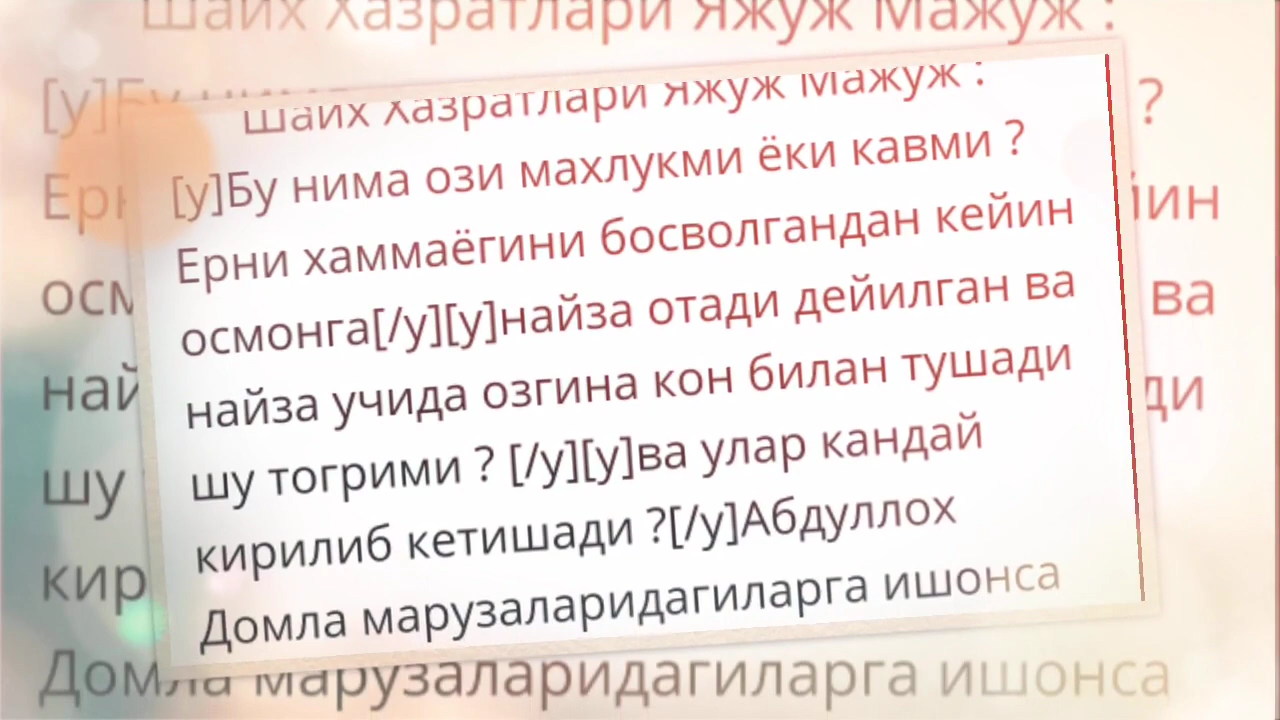 Шайх Хазратлари Яжуж Мажуж :
[у]Бу нима ози махлукми ёки кавми ?
Ерни хаммаёгини босволгандан кейин
осмонга[/у][у]найза отади дейилган ва
найза учида озгина кон билан тушади
шу тогрими ? [/у][у]ва улар кандай
кирилиб кетишади ?[/у]Абдуллох
Домла марузаларидагиларга ишонса